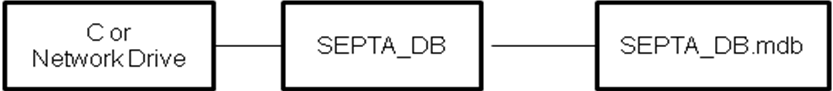 C or
Network Drive
SEPTA_DB
SEPTA_DB.mdb